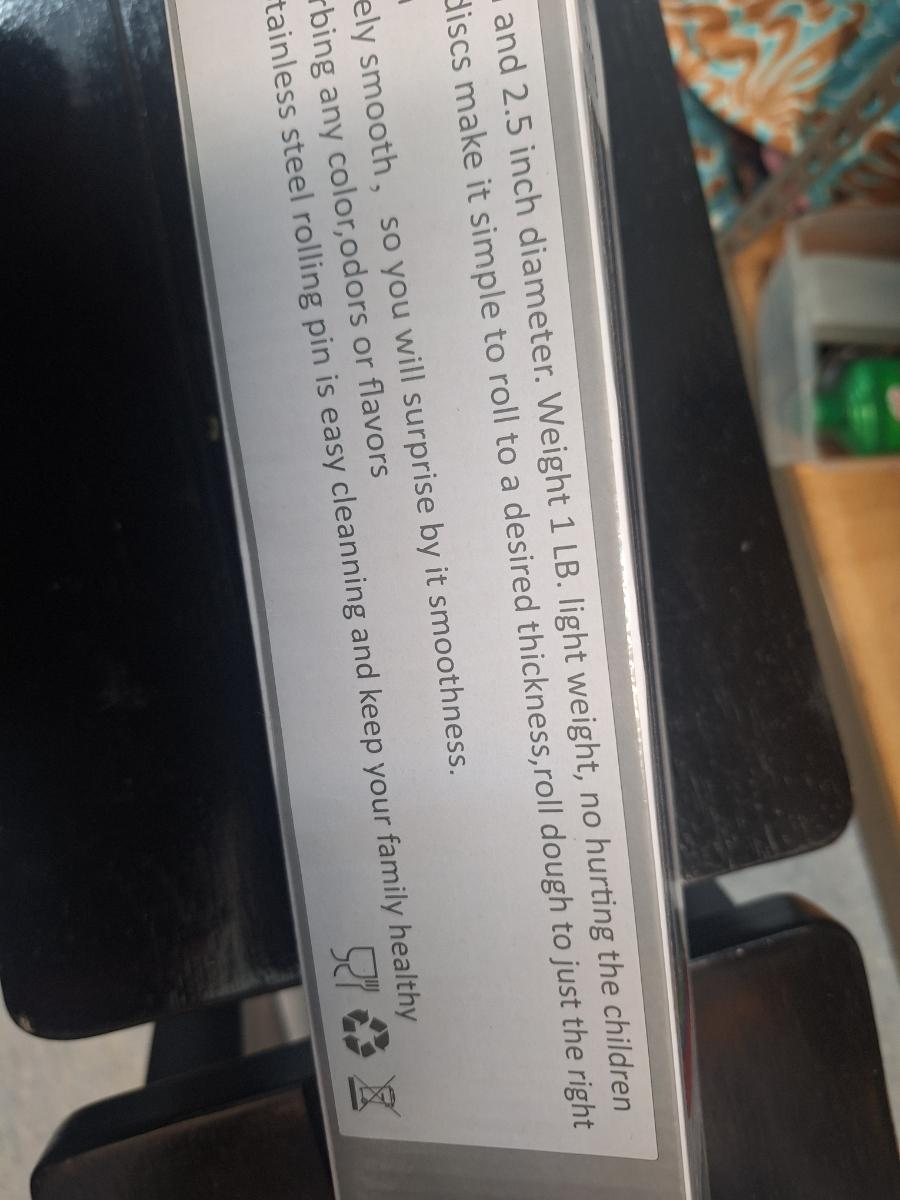 and 2.5 inch diameter. Weight 1 LB. light weight, no hurting the children
discs make it simple to roll to a desired thickness,roll dough to just the right
ely smooth, so you will surprise by it smoothness.
rbing any color,odors or flavors
tainless steel rolling pin is easy cleanning and keep your family healthy